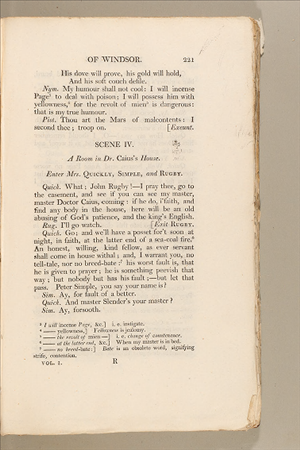 OF WINDSOR. 221
His dove will prove, his gold will hold,
And his soft couch defile.
Nym. My humour shall not cool: I will incense
Page¹ to deal with poison; I will possess him with
yellowness,² for the revolt of mien³ is dangerous:
that is my true humour.
Pist. Thou art the Mars of malcontents: I
second thee; troop on. [Exeunt.
SCENE IV.
A Room in Dr. Caius's House.
Enter Mrs. QUICKLY, SIMPLE, and RUGBY.
Quick. What; John Rugby!—I pray thee, go to
the casement, and see if you can see my master,
master Doctor Caius, coming: if he do, i'faith, and
find any body in the house, here will be an old
abusing of God's patience, and the king's English.
Rug. I'll go watch. [Exit RUGBY.
Quick. Go; and we'll have a posset for't soon at
night, in faith, at the latter end of a sea-coal fire.⁴
An honest, willing, kind fellow, as ever servant
shall come in house withal; and, I warrant you, no
tell-tale, nor no breed-bate:⁵ his worst fault is, that
he is given to prayer; he is something peevish that
way; but nobody but has his fault;—but let that
pass. Peter Simple, you say your name is?
Sim. Ay, for fault of a better.
Quick. And master Slender's your master?
Sim. Ay, forsooth.
¹ I will incense Page, &c.] i. e. instigate.
² —— yellowness,] Yellowness is jealousy.
³ —— the revolt of mien—] i. e. change of countenance.
⁴ —— at the latter end, &c.] When my master is in bed.
⁵ —— no breed-bate:] Bate is an obsolete word, signifying
strife, contention.
VOL. I. R